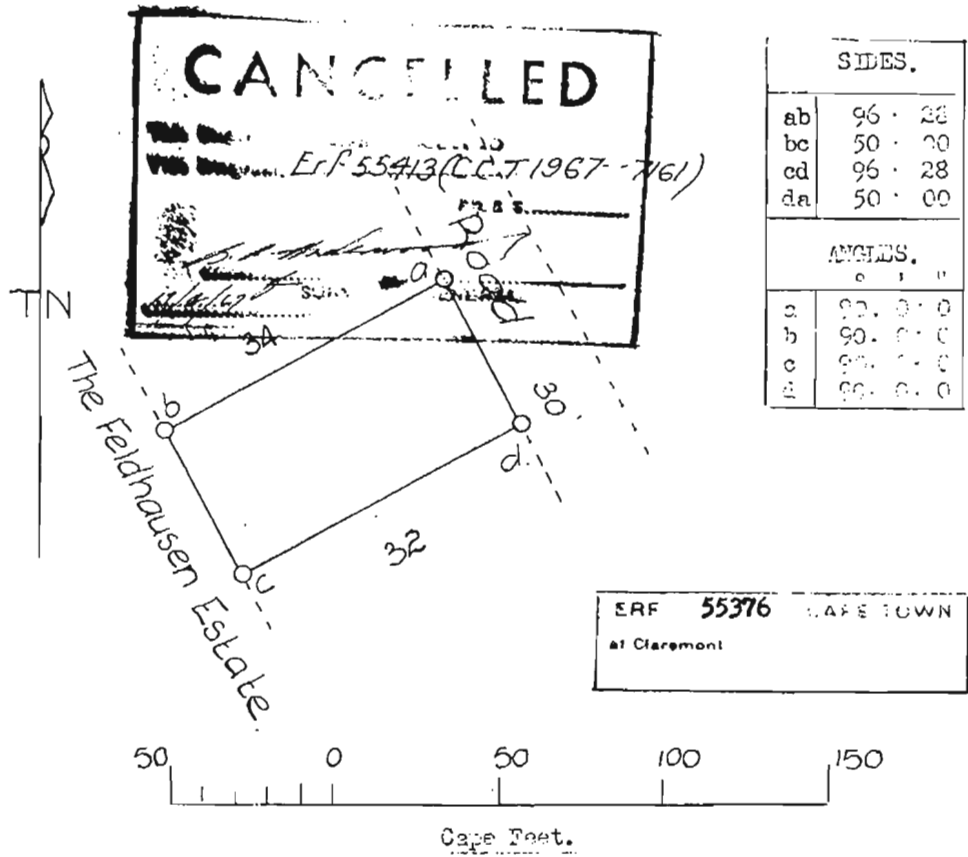 CANCELLED
Erf 55413 (C.C.T. 1967--7161)
SIDES.
ab 96 · 28
bc 50 · 00
cd 96 · 28
da 50 · 00
ANGLES.
° ' "
a 90. 0. 0
b 90. 0. 0
c 90. 0. 0
d 90. 0. 0
TN
Road
a
34
b
30
d.
The Feldhausen Estate.
c
32
ERF 55376 CAPE TOWN
at Claremont
50 0 50 100 150
Cape Feet.